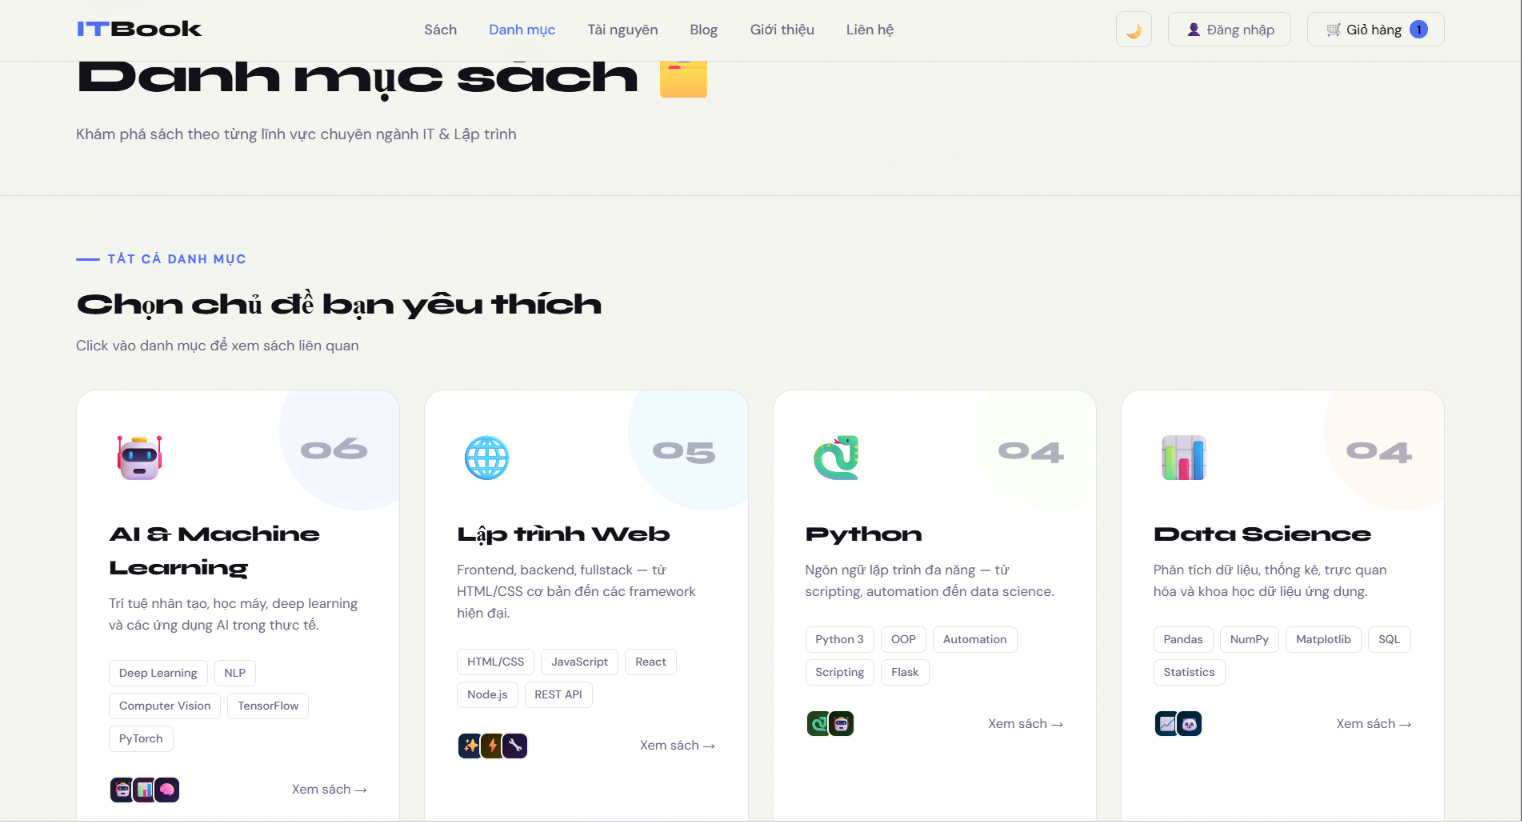 ITBook
Sách
Danh mục
Tài nguyên
Blog
Giới thiệu
Liên hệ
Đăng nhập
Giỏ hàng 1
Danh mục sách
Khám phá sách theo từng lĩnh vực chuyên ngành IT & Lập trình
TẤT CẢ DANH MỤC
Chọn chủ đề bạn yêu thích
Click vào danh mục để xem sách liên quan
06
AI & Machine
Learning
Trí tuệ nhân tạo, học máy, deep learning
và các ứng dụng AI trong thực tế.
Deep Learning
NLP
Computer Vision
TensorFlow
PyTorch
Xem sách →
05
Lập trình Web
Frontend, backend, fullstack — từ
HTML/CSS cơ bản đến các framework
hiện đại.
HTML/CSS
JavaScript
React
Node.js
REST API
Xem sách →
04
Python
Ngôn ngữ lập trình đa năng — từ
scripting, automation đến data science.
Python 3
OOP
Automation
Scripting
Flask
Xem sách →
04
Data Science
Phân tích dữ liệu, thống kê, trực quan
hóa và khoa học dữ liệu ứng dụng.
Pandas
NumPy
Matplotlib
SQL
Statistics
Xem sách →